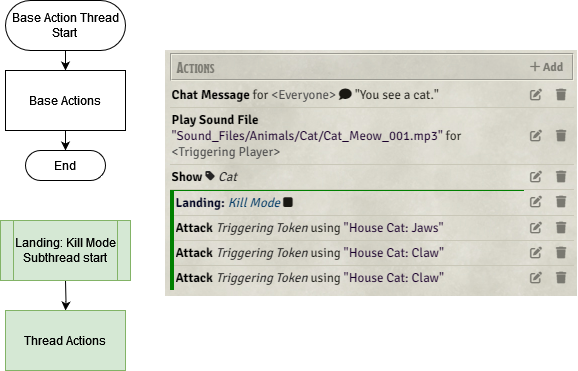 Base Action Thread
Start
Base Actions
End
Landing: Kill Mode
Subthread start
Thread Actions
ACTIONS
+ Add
Chat Message for <Everyone> "You see a cat."
Play Sound File
"Sound_Files/Animals/Cat/Cat_Meow_001.mp3" for
<Triggering Player>
Show Cat
Landing: Kill Mode
Attack Triggering Token using "House Cat: Jaws"
Attack Triggering Token using "House Cat: Claw"
Attack Triggering Token using "House Cat: Claw"